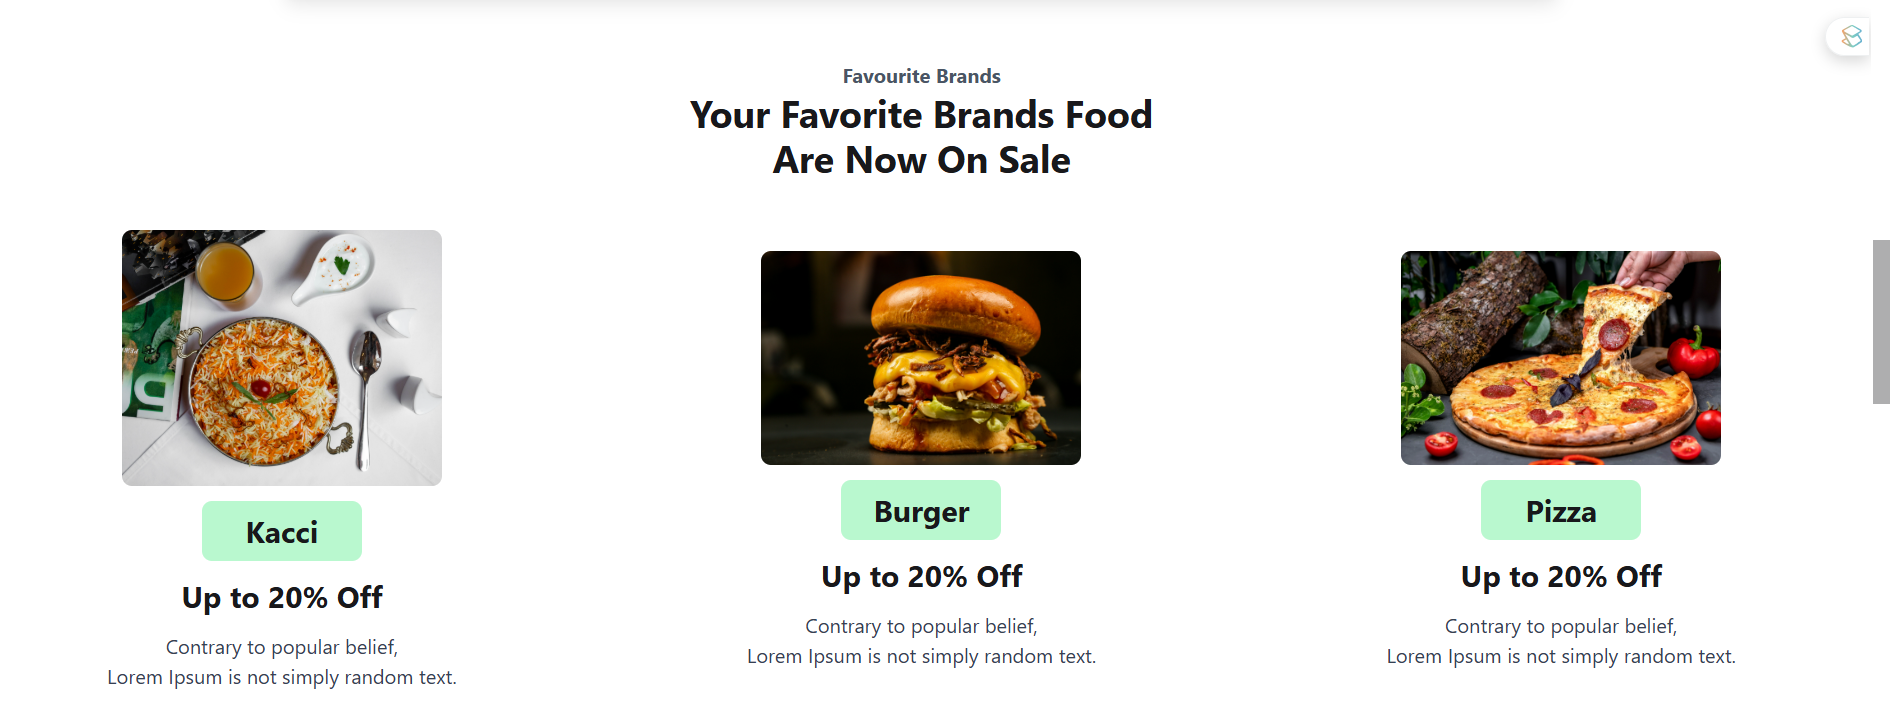 Favourite Brands
Your Favorite Brands Food
Are Now On Sale
Kacci
Up to 20% Off
Contrary to popular belief,
Lorem Ipsum is not simply random text.
Burger
Up to 20% Off
Contrary to popular belief,
Lorem Ipsum is not simply random text.
Pizza
Up to 20% Off
Contrary to popular belief,
Lorem Ipsum is not simply random text.